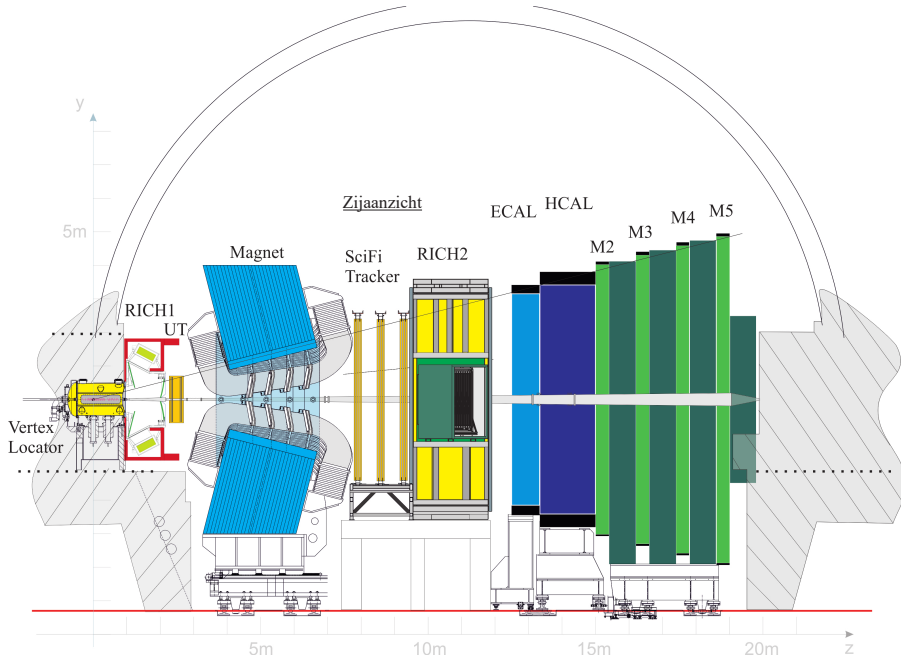 y
5m
Zijaanzicht
ECAL
HCAL
M2
M3
M4
M5
Magnet
SciFi
Tracker
RICH2
RICH1
UT
Vertex
Locator
5m
10m
15m
20m
z